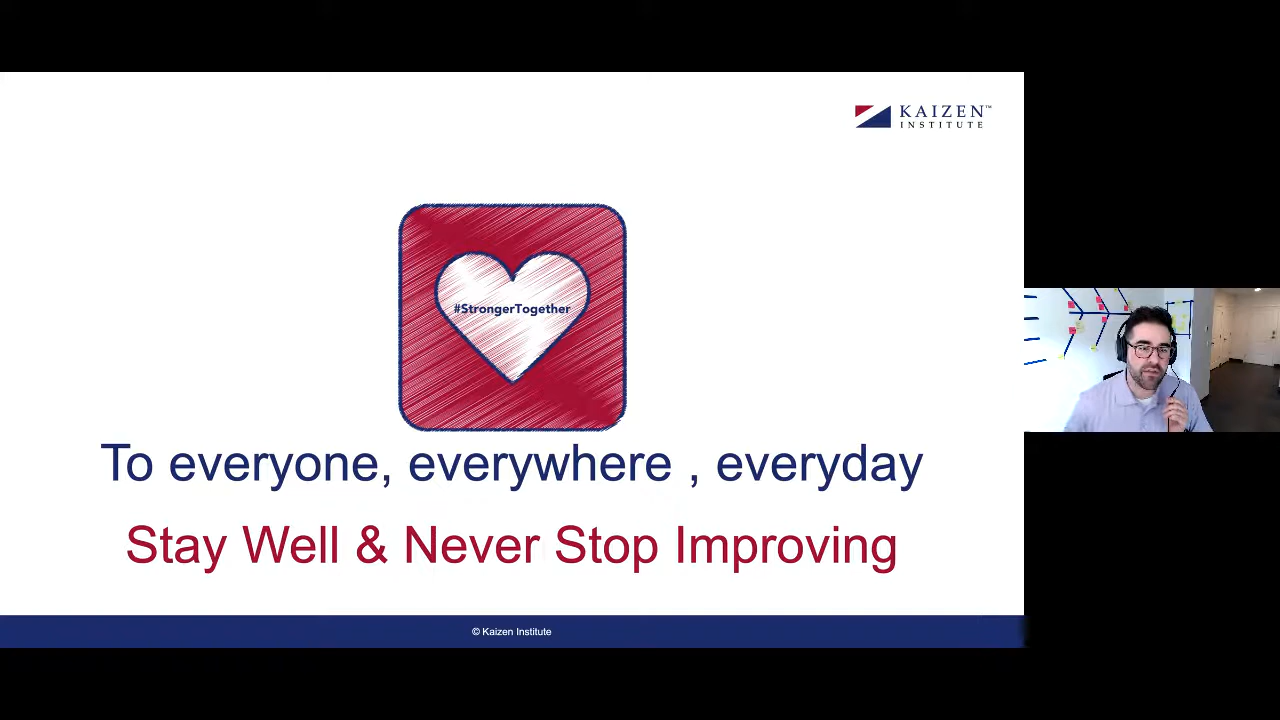 KAIZEN™
INSTITUTE
#StrongerTogether
To everyone, everywhere , everyday
Stay Well & Never Stop Improving
© Kaizen Institute